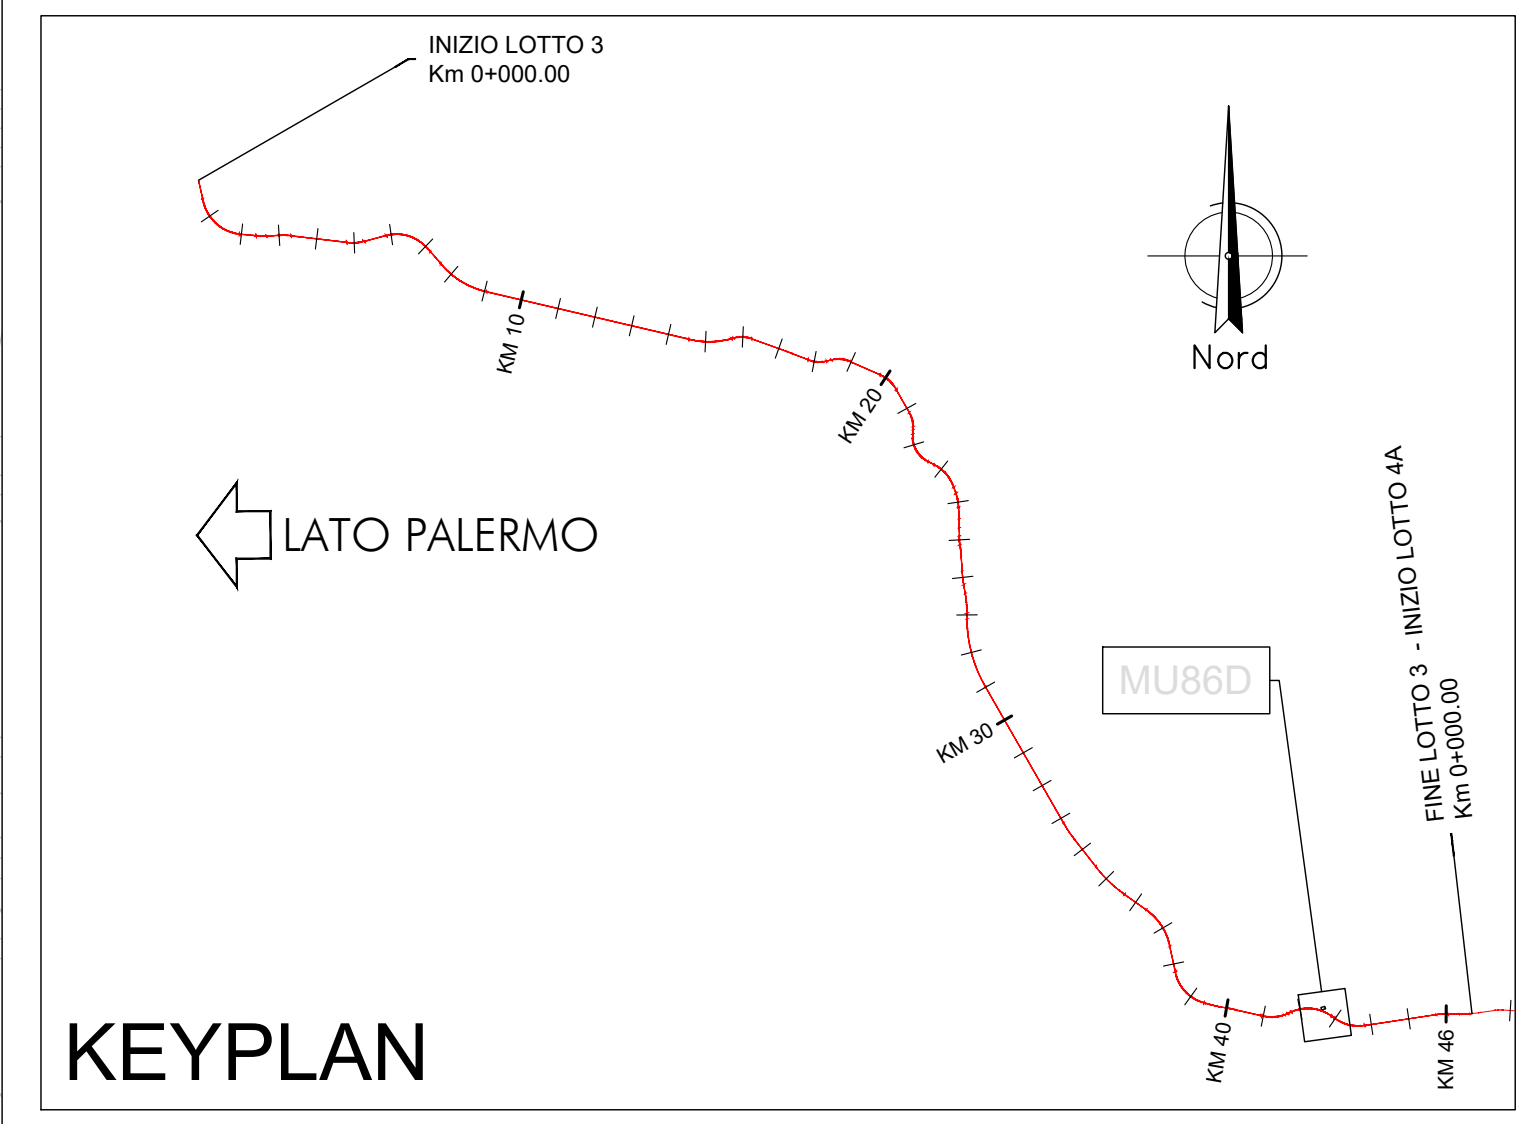 INIZIO LOTTO 3
Km 0+000.00
Nord
KM 10
KM 20
LATO PALERMO
FINE LOTTO 3 - INIZIO LOTTO 4A
Km 0+000.00
MU86D
KM 30
KM 40
KM 46
KEYPLAN